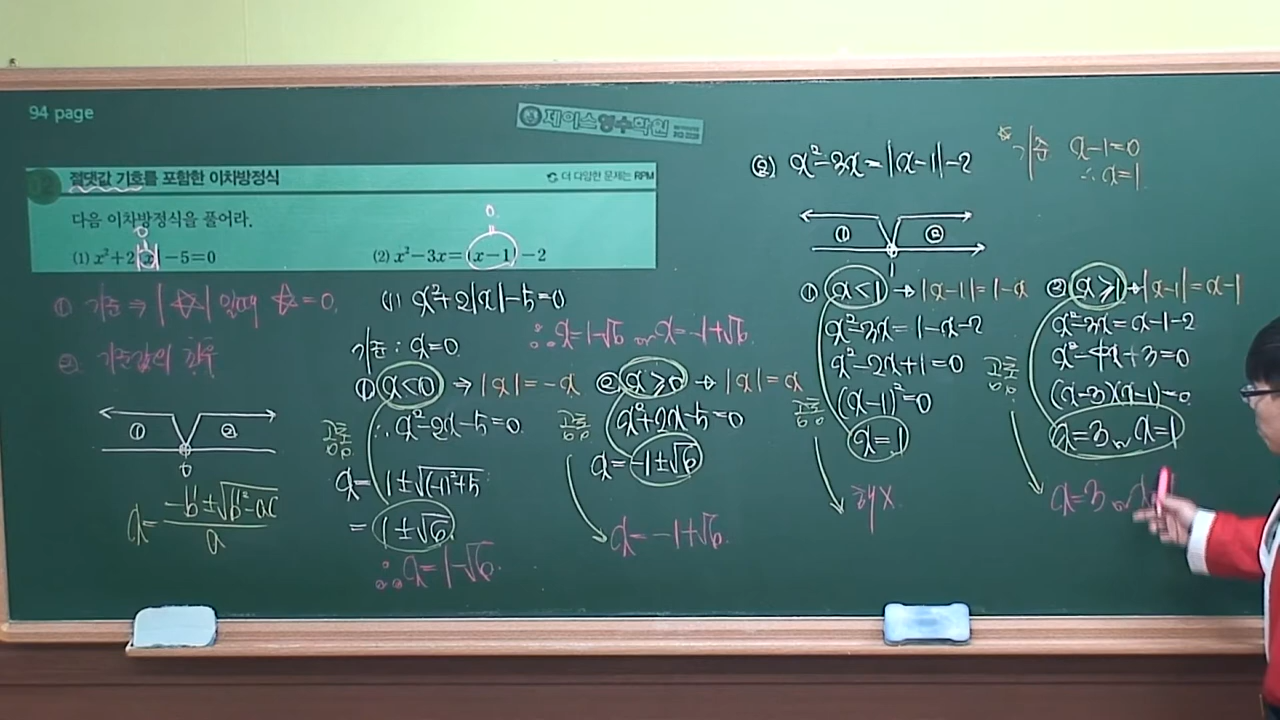 94 page
제이스영수학원
절댓값 기호를 포함한 이차방정식
더 다양한 문제는 RPM
다음 이차방정식을 풀어라.
0
0
(1) x²+2|x|-5=0
(2) x²-3x=|x-1|-2
① 기준 ⇒ |☆| 일때 ☆=0.
② 기준값의 좌우
① ②
0
x = (-b'±√(b'²-ac))/a
(1) x²+2|x|-5=0
∴ x=1-√6 or x=-1+√6.
기준 : x=0.
① x<0 ⇒ |x|=-x
∴ x²-2x-5=0.
x= 1±√((-1)²+5)
= 1±√6.
∴ x=1-√6.
② x≥0 → |x|=x
x²+2x-5=0
x=-1±√6
x=-1+√6.
(2) x²-3x=|x-1|-2
기준 x-1=0
∴ x=1.
① ②
1
① x<1 → |x-1|=1-x
x²-3x=1-x-2
x²-2x+1=0
(x-1)²=0
x=1
해 X.
② x≥1 → |x-1|=x-1
x²-3x=x-1-2
x²-4x+3=0
(x-3)(x-1)=0.
x=3 or x=1
x=3 or x